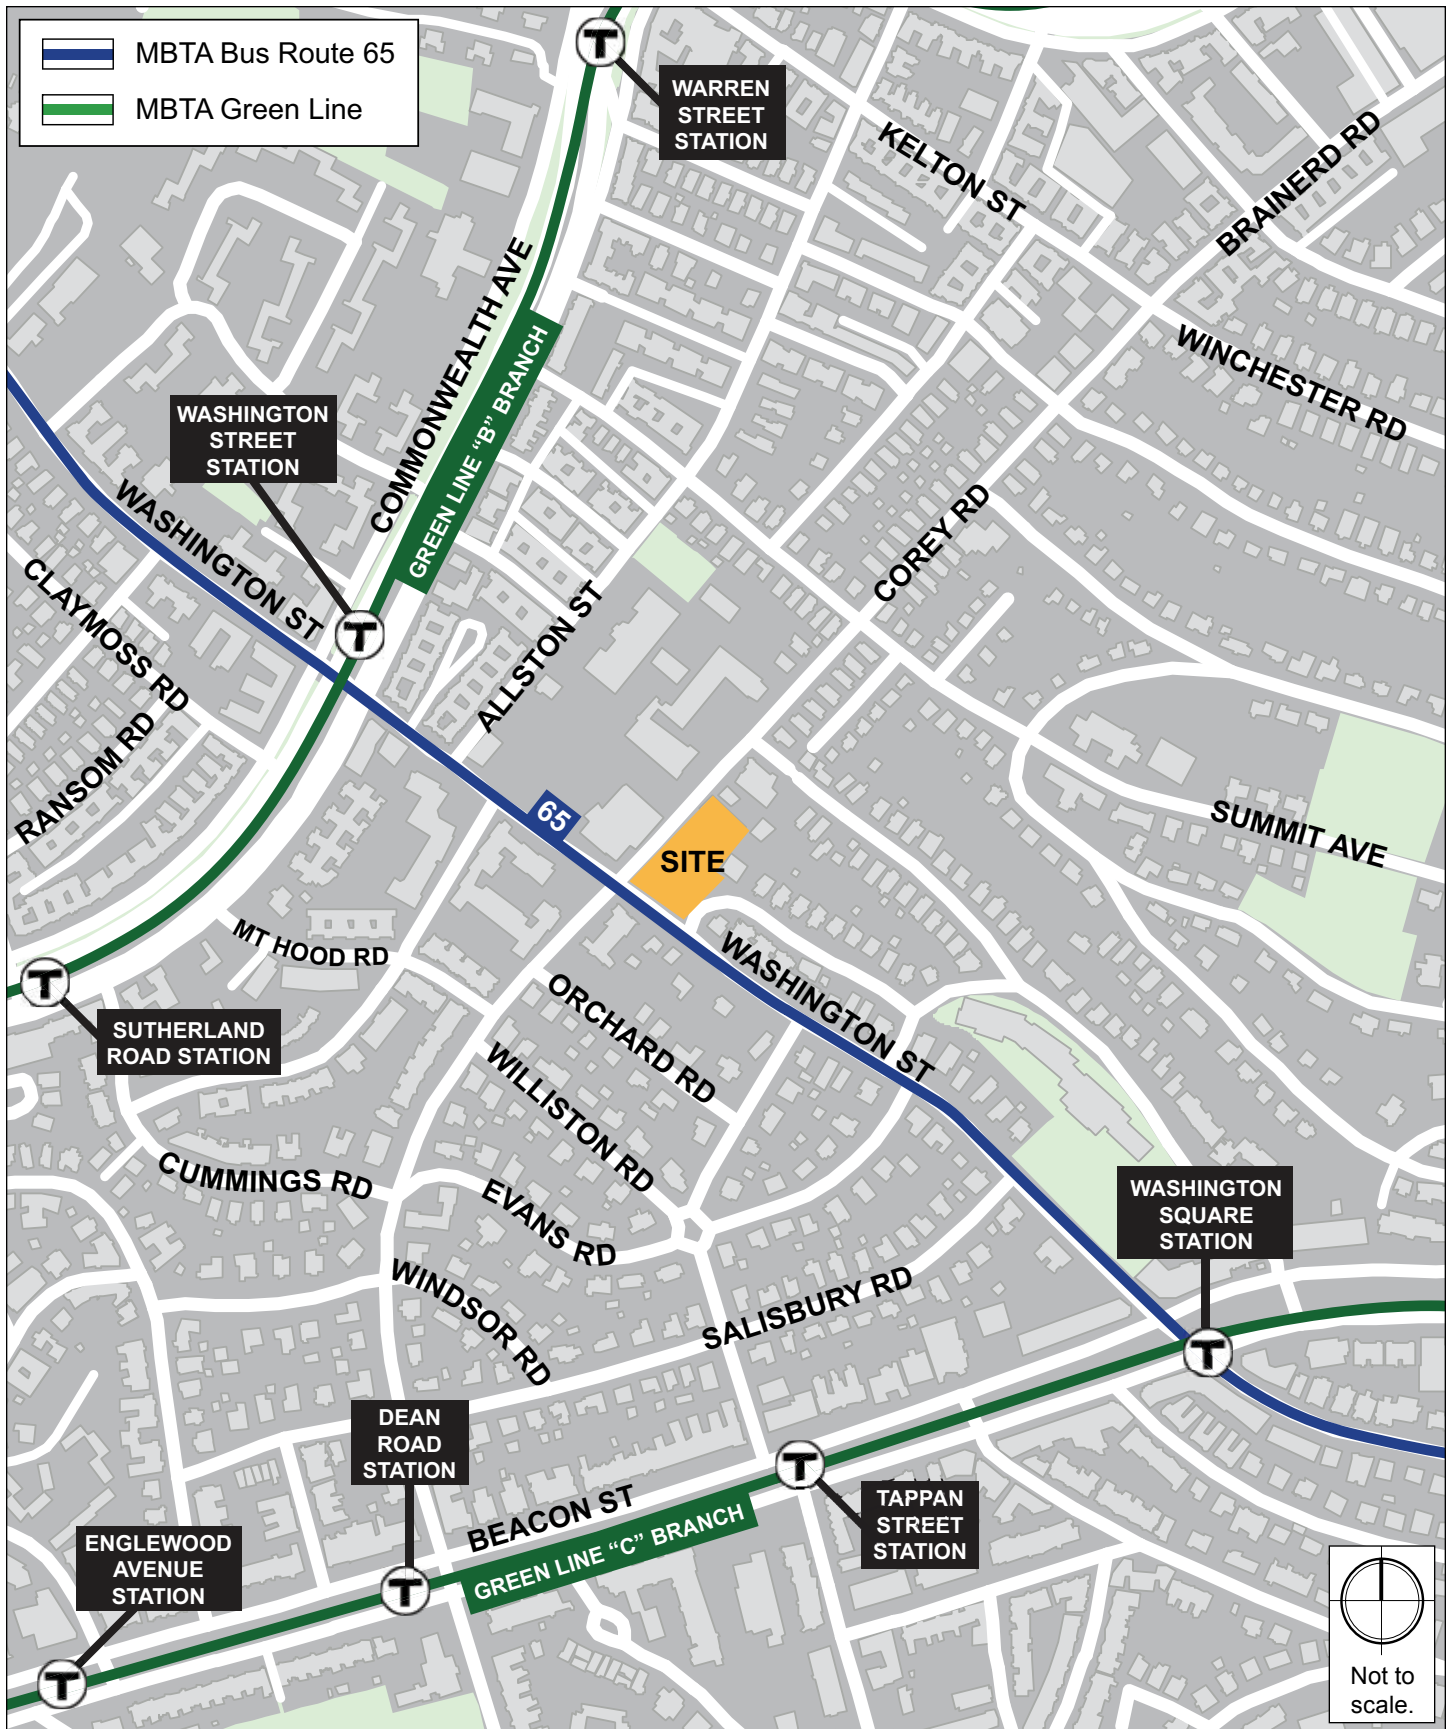 MBTA Bus Route 65
MBTA Green Line
T
WARREN
STREET
STATION
KELTON ST
BRAINERD RD
COMMONWEALTH AVE
GREEN LINE “B” BRANCH
WINCHESTER RD
WASHINGTON
STREET
STATION
WASHINGTON ST
T
COREY RD
CLAYMOSS RD
ALLSTON ST
RANSOM RD
65
SITE
SUMMIT AVE
MT HOOD RD
WASHINGTON ST
T
ORCHARD RD
SUTHERLAND
ROAD STATION
WILLISTON RD
CUMMINGS RD
EVANS RD
WASHINGTON
SQUARE
STATION
WINDSOR RD
SALISBURY RD
T
DEAN
ROAD
STATION
T
BEACON ST
GREEN LINE “C” BRANCH
TAPPAN
STREET
STATION
ENGLEWOOD
AVENUE
STATION
T
T
Not to
scale.